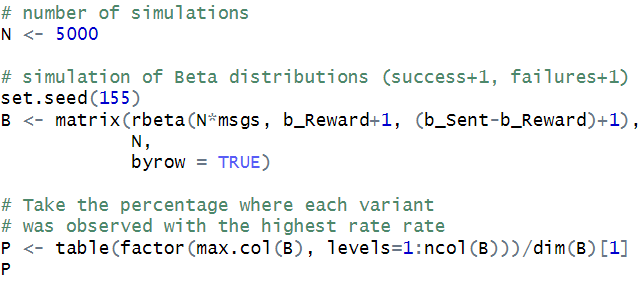 # number of simulations
N <- 5000
# simulation of Beta distributions (success+1, failures+1)
set.seed(155)
B <- matrix(rbeta(N*msgs, b_Reward+1, (b_Sent-b_Reward)+1),
N,
byrow = TRUE)
# Take the percentage where each variant
# was observed with the highest rate rate
P <- table(factor(max.col(B), levels=1:ncol(B)))/dim(B)[1]
P